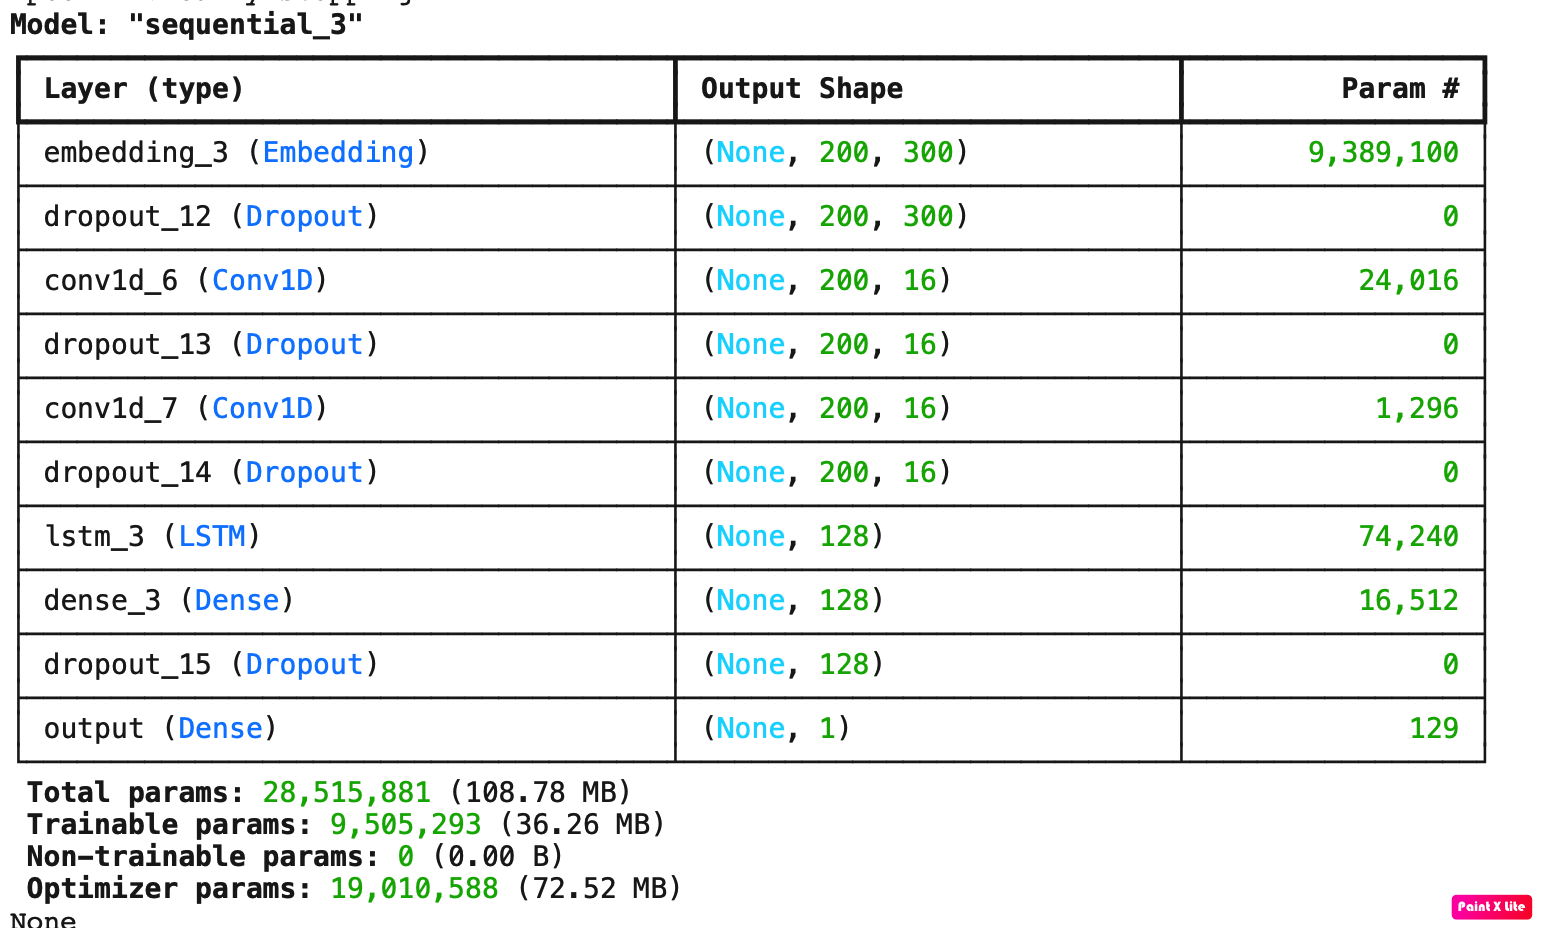 Model: "sequential_3"
Layer (type) Output Shape Param #
embedding_3 (Embedding) (None, 200, 300) 9,389,100
dropout_12 (Dropout) (None, 200, 300) 0
conv1d_6 (Conv1D) (None, 200, 16) 24,016
dropout_13 (Dropout) (None, 200, 16) 0
conv1d_7 (Conv1D) (None, 200, 16) 1,296
dropout_14 (Dropout) (None, 200, 16) 0
lstm_3 (LSTM) (None, 128) 74,240
dense_3 (Dense) (None, 128) 16,512
dropout_15 (Dropout) (None, 128) 0
output (Dense) (None, 1) 129
Total params: 28,515,881 (108.78 MB)
Trainable params: 9,505,293 (36.26 MB)
Non-trainable params: 0 (0.00 B)
Optimizer params: 19,010,588 (72.52 MB)
None
Paint X Lite